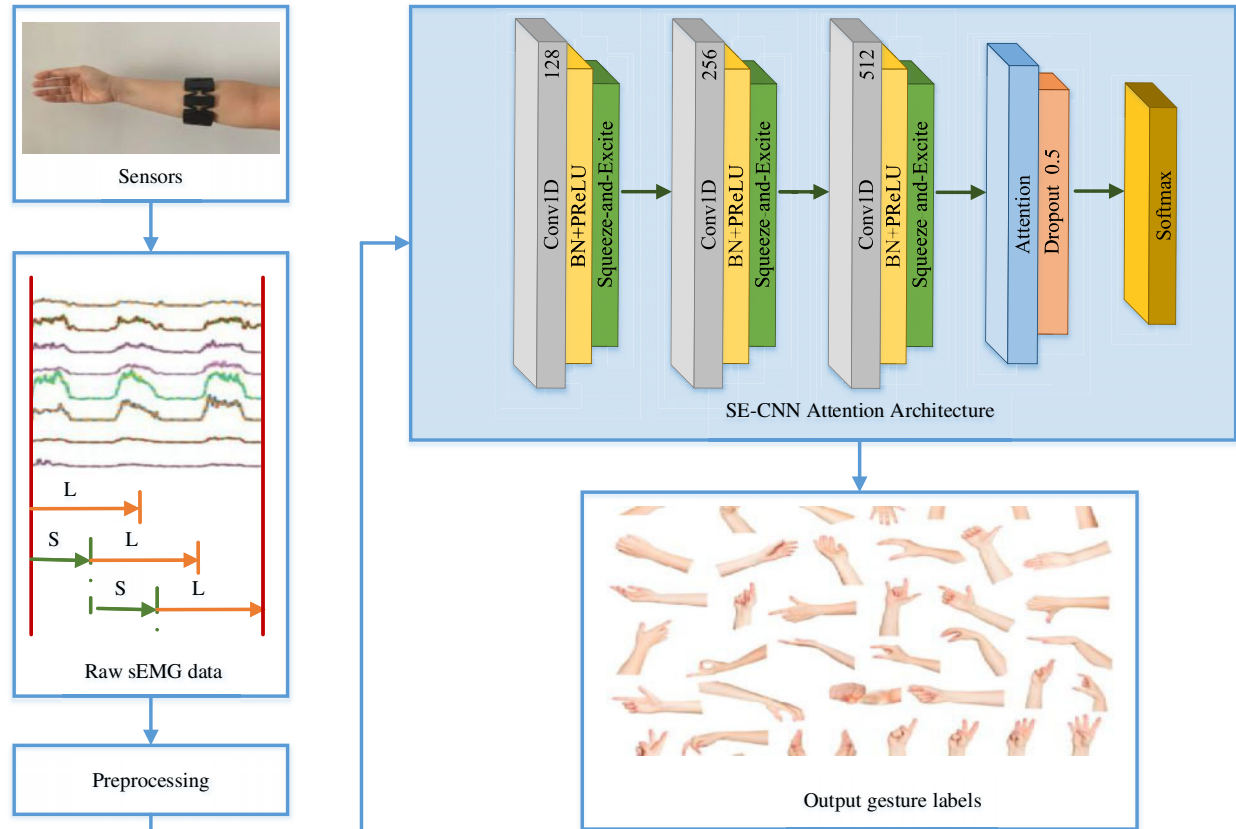 Sensors
L
S
L
S
L
Raw sEMG data
Preprocessing
Conv1D 128
BN+PReLU
Squeeze-and-Excite
Conv1D 256
BN+PReLU
Squeeze-and-Excite
Conv1D 512
BN+PReLU
Squeeze-and-Excite
Attention
Dropout 0.5
Softmax
SE-CNN Attention Architecture
Output gesture labels